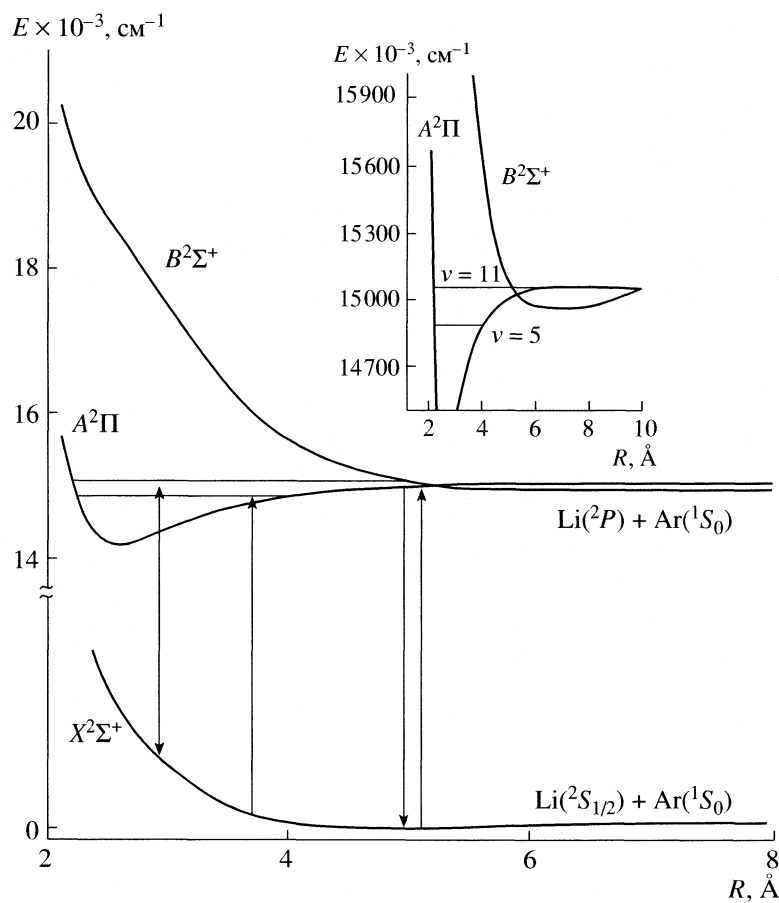 E × 10⁻³, см⁻¹
E × 10⁻³, см⁻¹
20
18
16
14
0
15900
15600
15300
15000
14700
A²Π
B²Σ⁺
v = 11
v = 5
2 4 6 8 10
R, Å
B²Σ⁺
A²Π
Li(²P) + Ar(¹S₀)
≈
X²Σ⁺
Li(²S₁/₂) + Ar(¹S₀)
2 4 6 8
R, Å